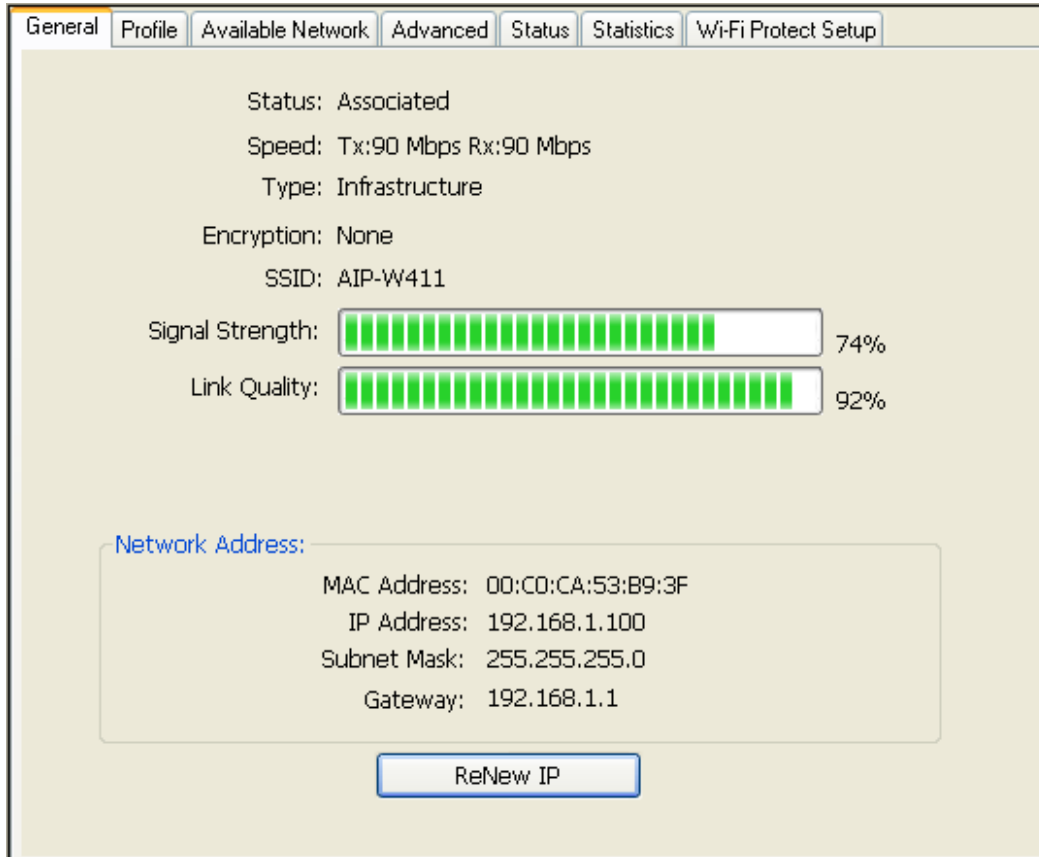 General Profile Available Network Advanced Status Statistics Wi-Fi Protect Setup
Status: Associated
Speed: Tx:90 Mbps Rx:90 Mbps
Type: Infrastructure
Encryption: None
SSID: AIP-W411
Signal Strength: 74%
Link Quality: 92%
Network Address:
MAC Address: 00:C0:CA:53:B9:3F
IP Address: 192.168.1.100
Subnet Mask: 255.255.255.0
Gateway: 192.168.1.1
ReNew IP